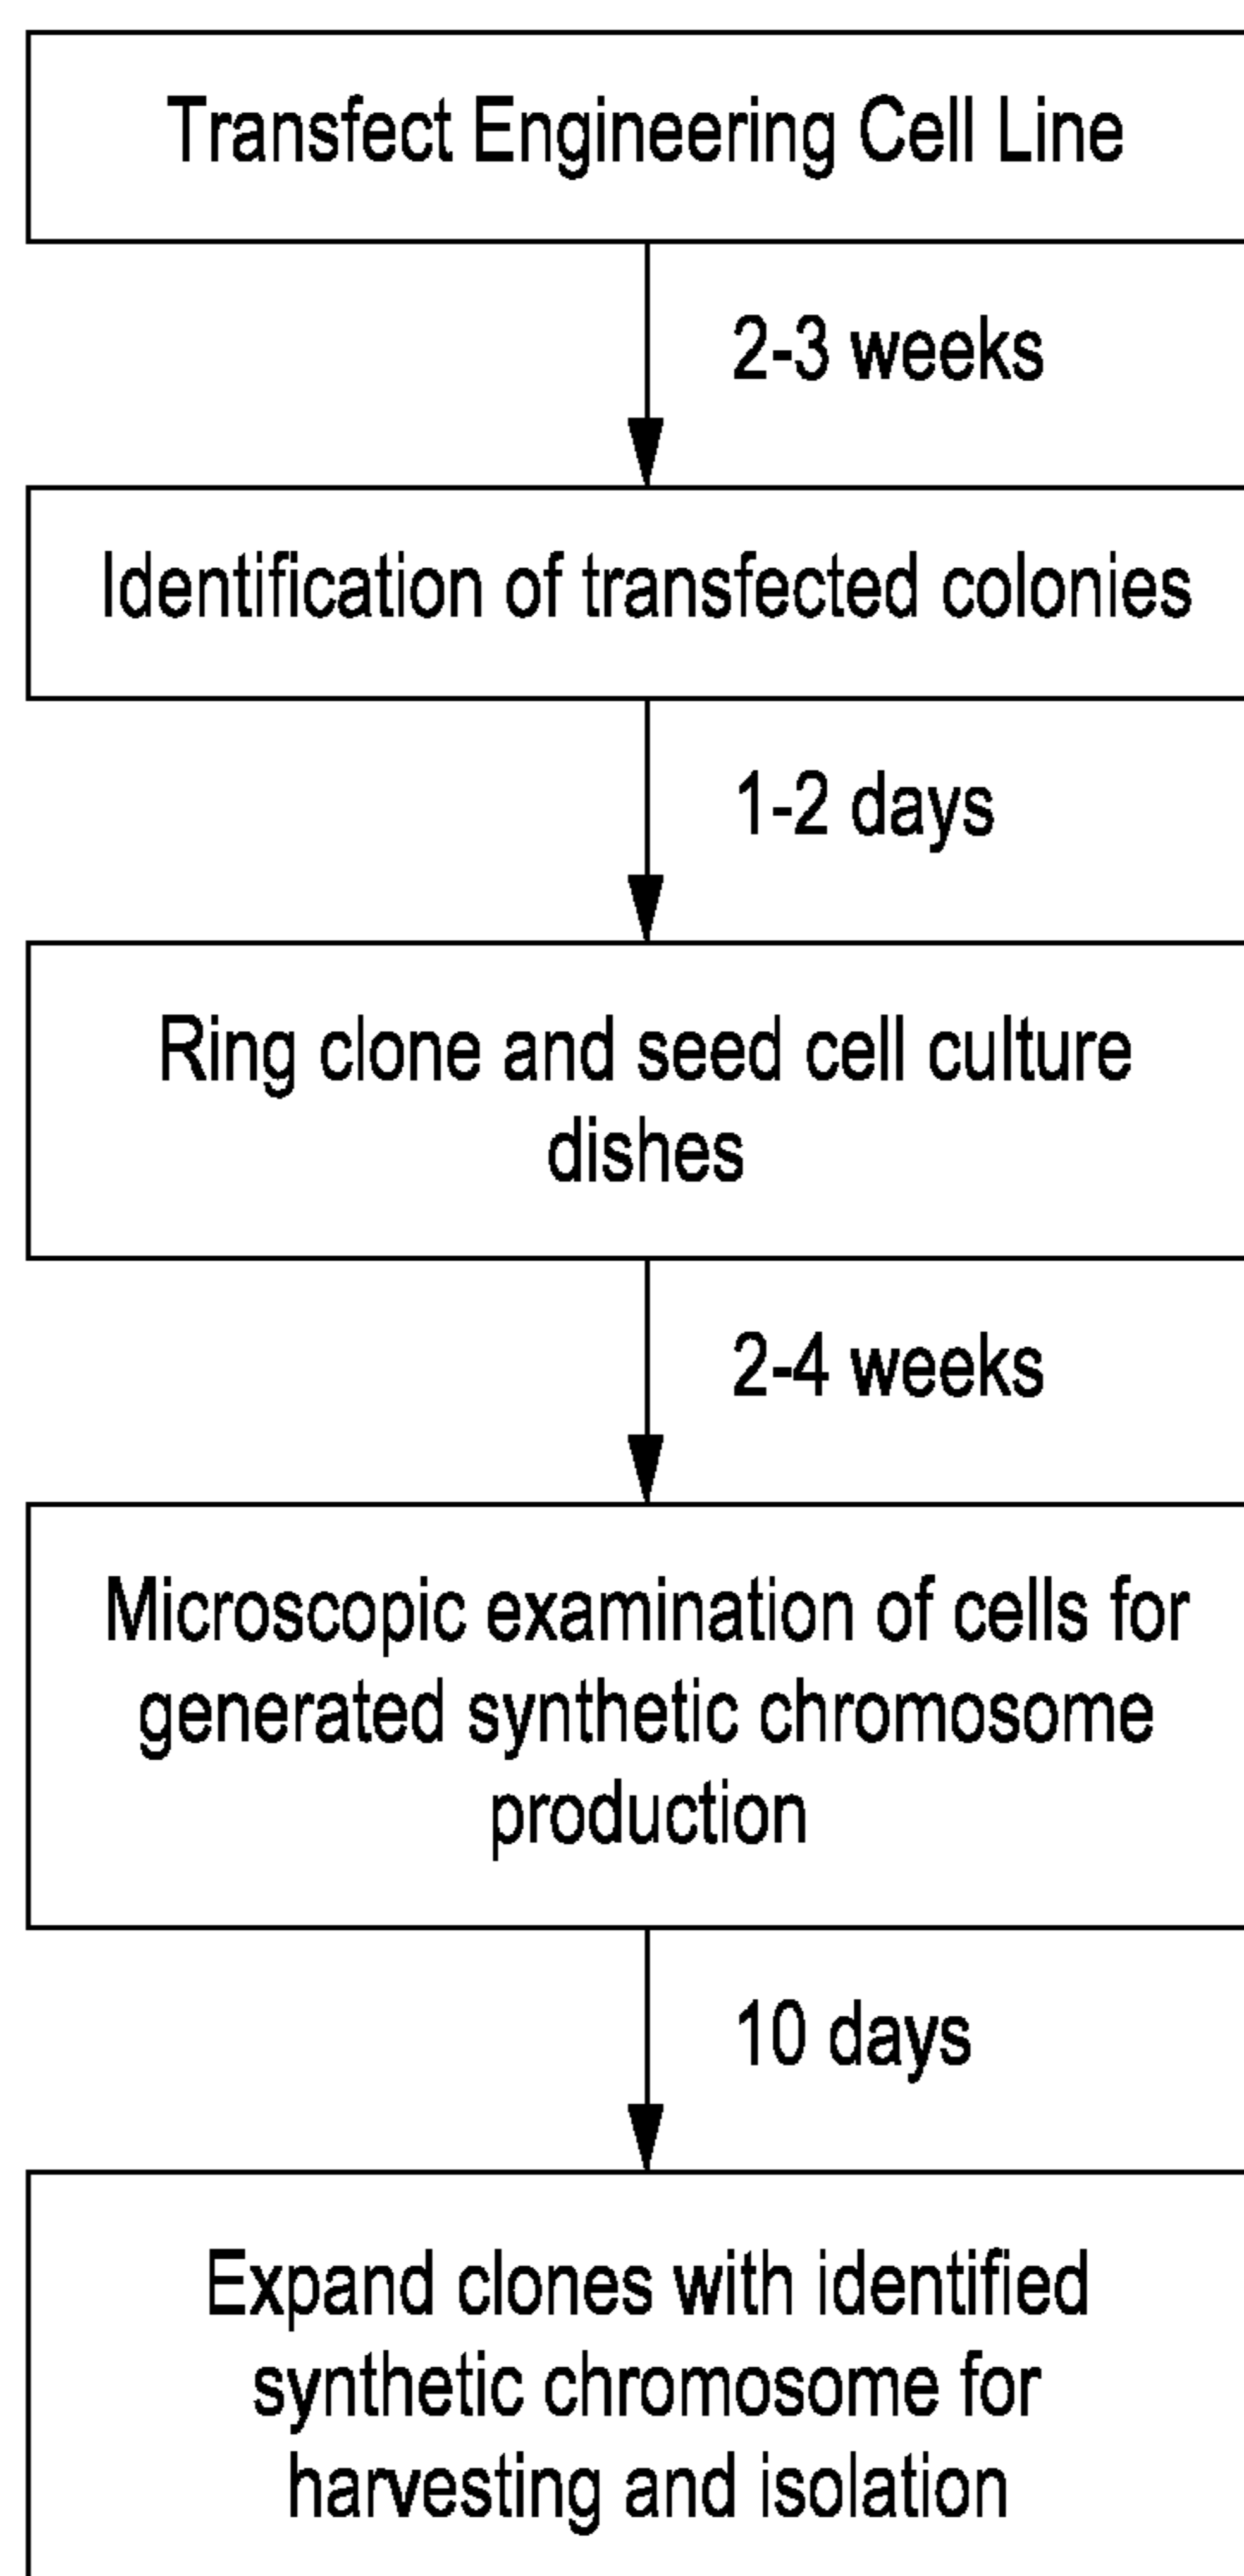 Transfect Engineering Cell Line
2-3 weeks
Identification of transfected colonies
1-2 days
Ring clone and seed cell culture
dishes
2-4 weeks
Microscopic examination of cells for
generated synthetic chromosome
production
10 days
Expand clones with identified
synthetic chromosome for
harvesting and isolation